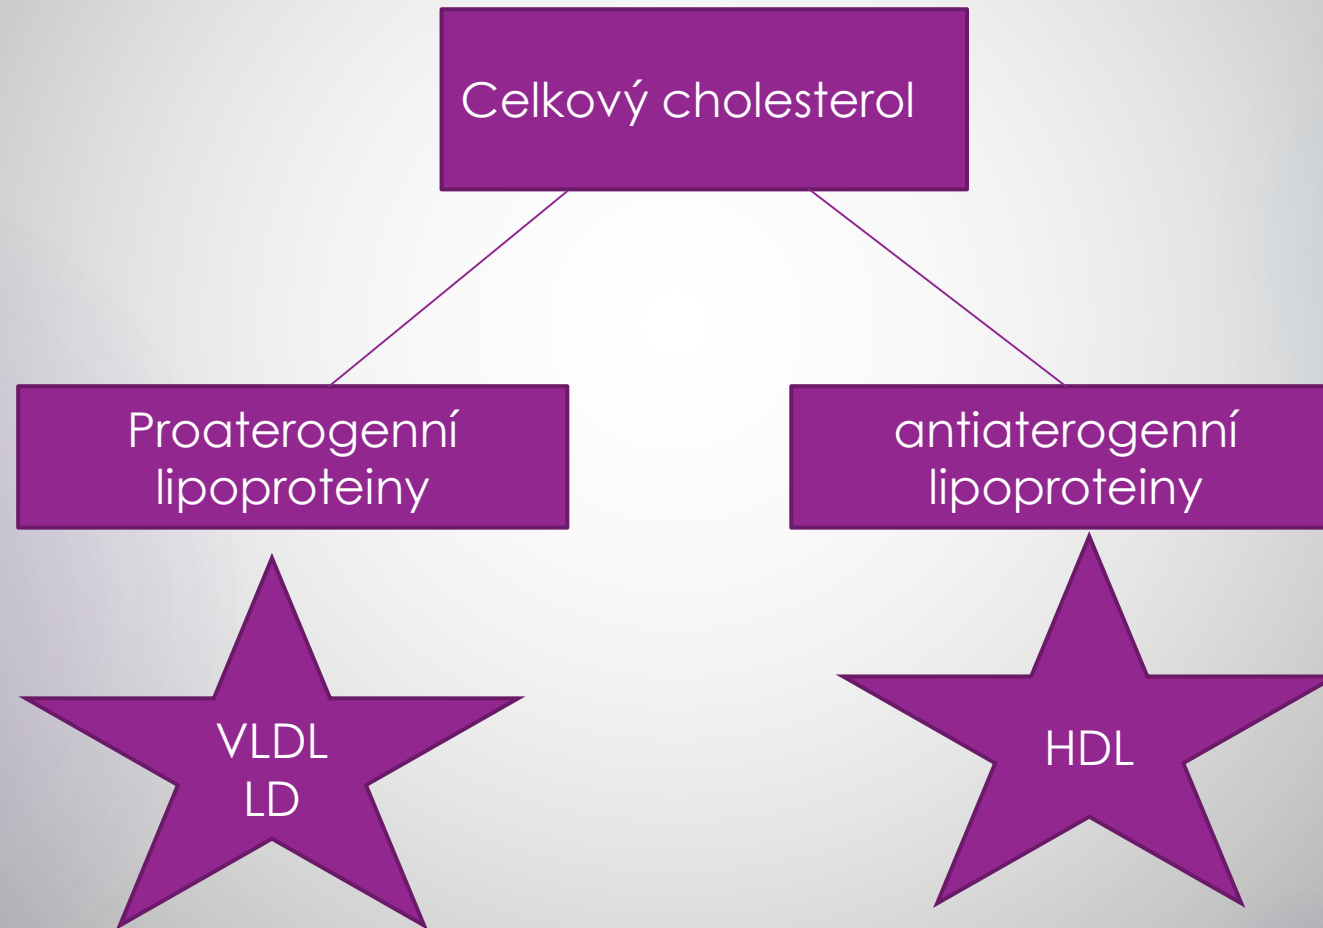 Celkový cholesterol
Proaterogenní
lipoproteiny
antiaterogenní
lipoproteiny
VLDL
LD
HDL